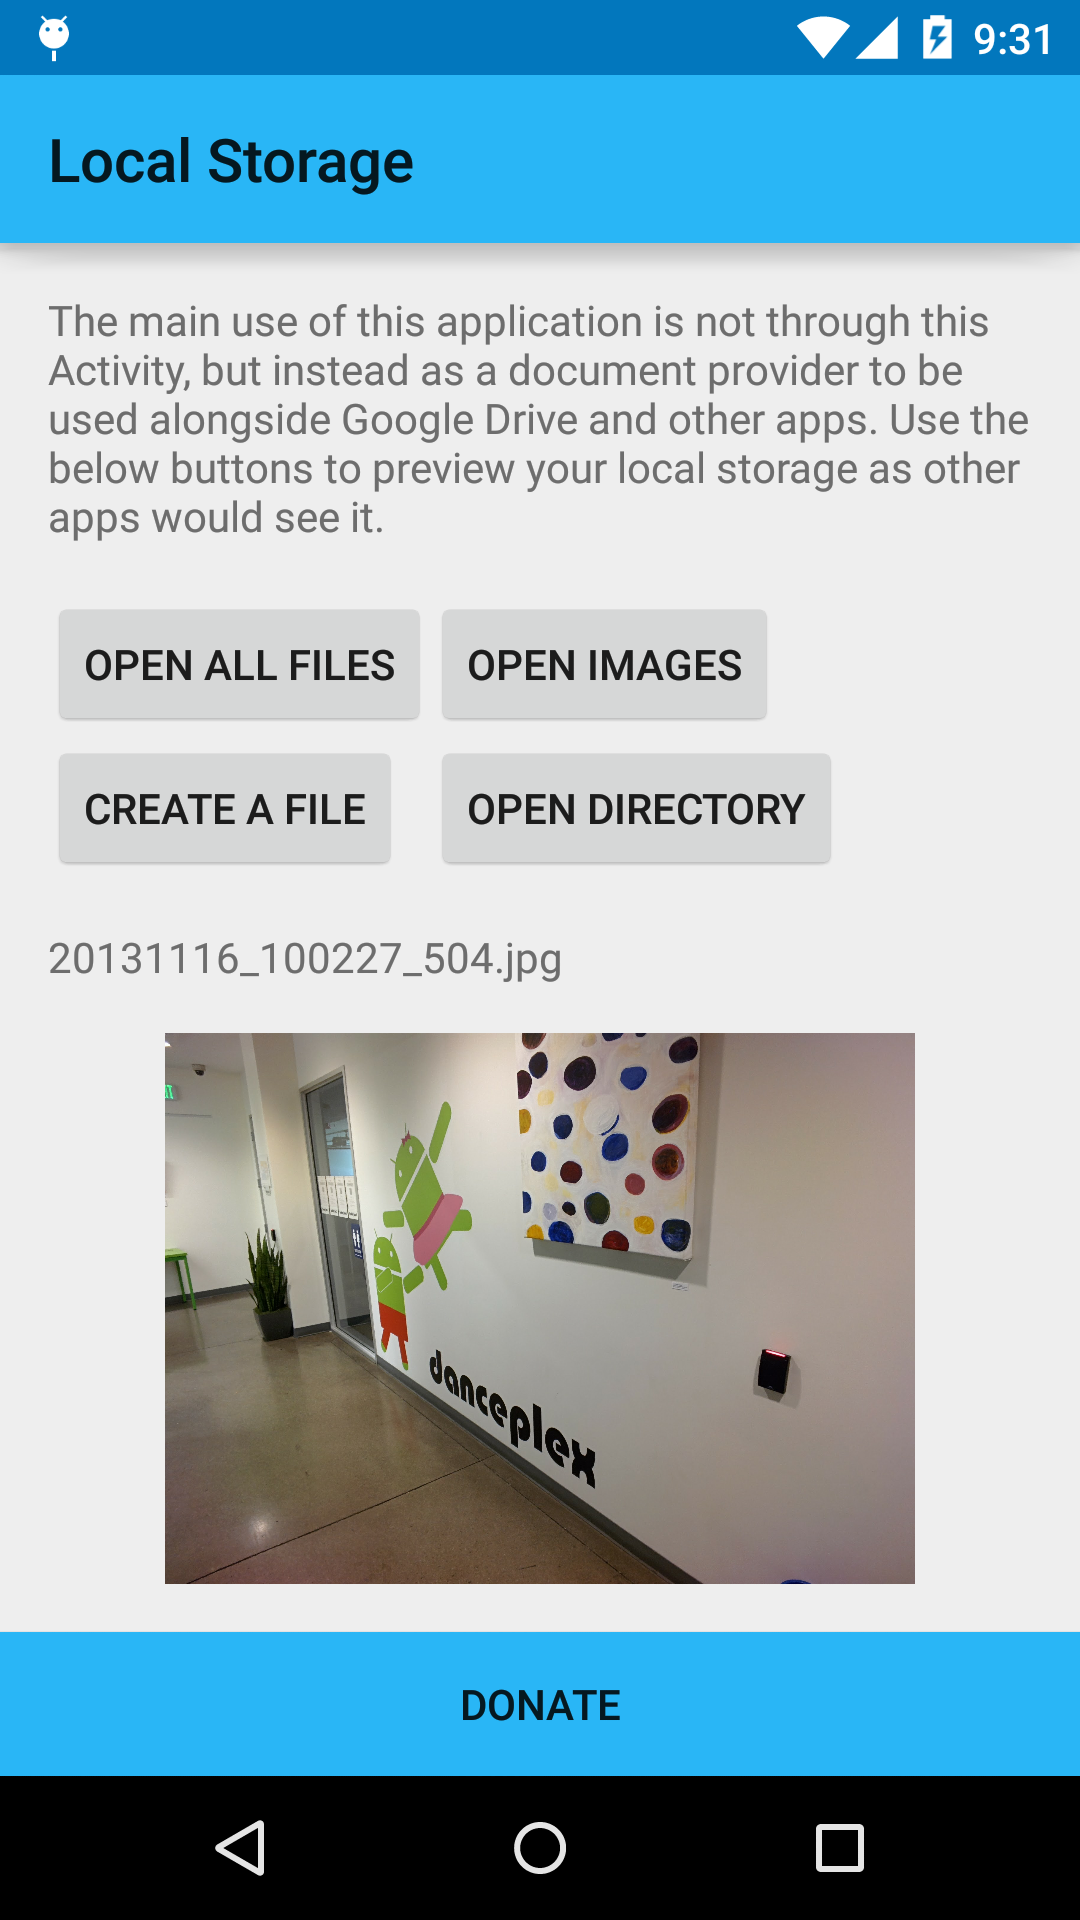 9:31
Local Storage
The main use of this application is not through this
Activity, but instead as a document provider to be
used alongside Google Drive and other apps. Use the
below buttons to preview your local storage as other
apps would see it.
OPEN ALL FILES
OPEN IMAGES
CREATE A FILE
OPEN DIRECTORY
20131116_100227_504.jpg
danceplex
DONATE